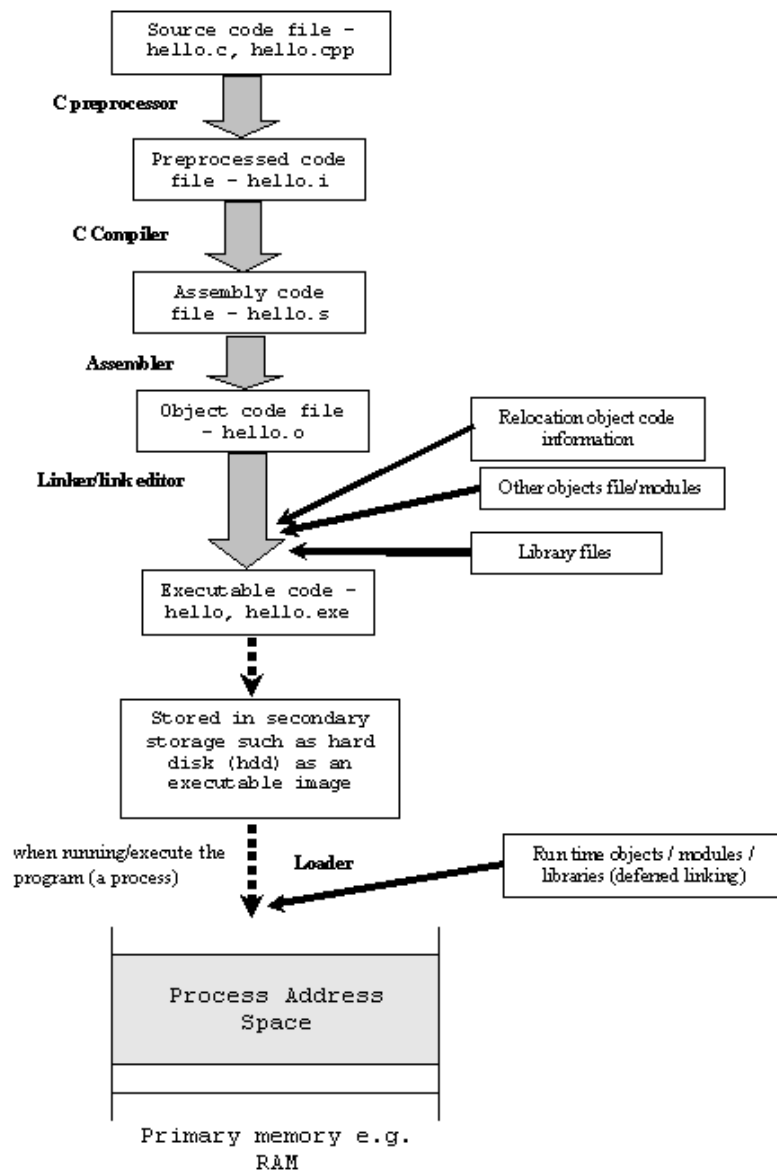 Source code file -
hello.c, hello.cpp
C preprocessor
Preprocessed code
file - hello.i
C Compiler
Assembly code
file - hello.s
Assembler
Object code file
- hello.o
Relocation object code
information
Linker/link editor
Other objects file/modules
Library files
Executable code -
hello, hello.exe
Stored in secondary
storage such as hard
disk (hdd) as an
executable image
when running/execute the
program (a process)
Loader
Run time objects / modules /
libraries (deferred linking)
Process Address
Space
Primary memory e.g.
RAM